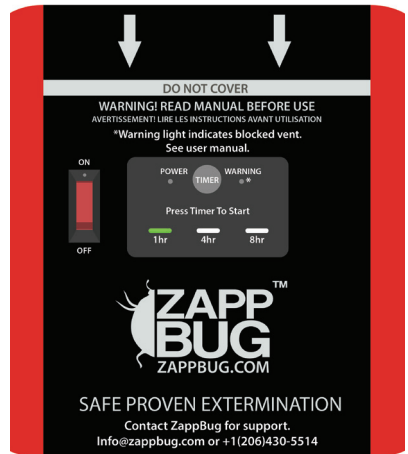 DO NOT COVER
WARNING! READ MANUAL BEFORE USE
AVERTISSEMENT! LIRE LES INSTRUCTIONS AVANT UTILISATION
*Warning light indicates blocked vent.
See user manual.
ON
OFF
POWER WARNING
TIMER *
Press Timer To Start
1hr 4hr 8hr
ZAPP™
BUG
ZAPPBUG.COM
SAFE PROVEN EXTERMINATION
Contact ZappBug for support.
Info@zappbug.com or +1(206)430-5514